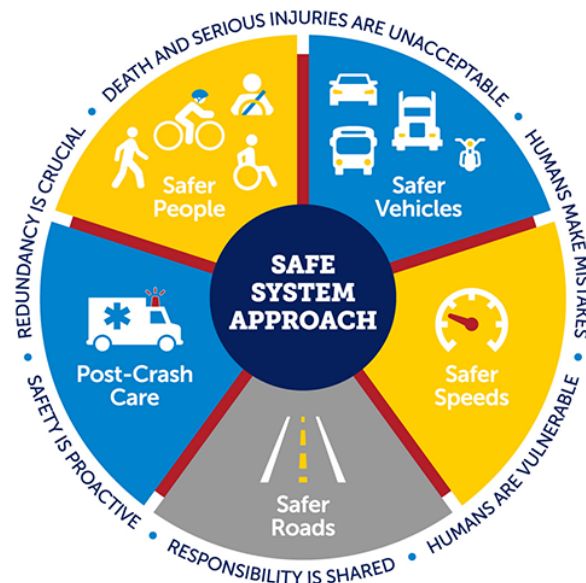 DEATH AND SERIOUS INJURIES ARE UNACCEPTABLE
HUMANS MAKE MISTAKES
HUMANS ARE VULNERABLE
RESPONSIBILITY IS SHARED
SAFETY IS PROACTIVE
REDUNDANCY IS CRUCIAL
Safer
People
Safer
Vehicles
SAFE
SYSTEM
APPROACH
Post-Crash
Care
Safer
Speeds
Safer
Roads